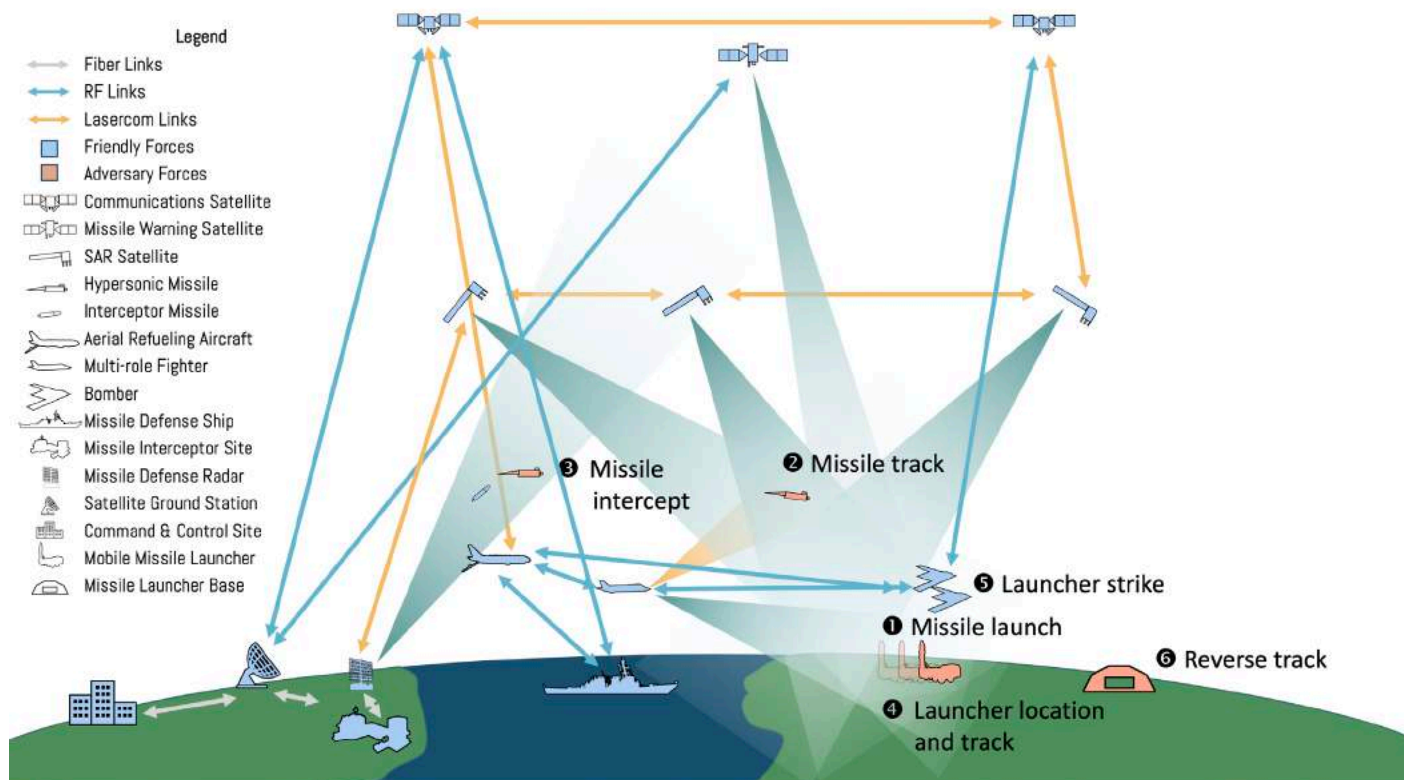 Legend
Fiber Links
RF Links
Lasercom Links
Friendly Forces
Adversary Forces
Communications Satellite
Missile Warning Satellite
SAR Satellite
Hypersonic Missile
Interceptor Missile
Aerial Refueling Aircraft
Multi-role Fighter
Bomber
Missile Defense Ship
Missile Interceptor Site
Missile Defense Radar
Satellite Ground Station
Command & Control Site
Mobile Missile Launcher
Missile Launcher Base
❸ Missile
intercept
❷ Missile track
❺ Launcher strike
❶ Missile launch
❻ Reverse track
❹ Launcher location
and track